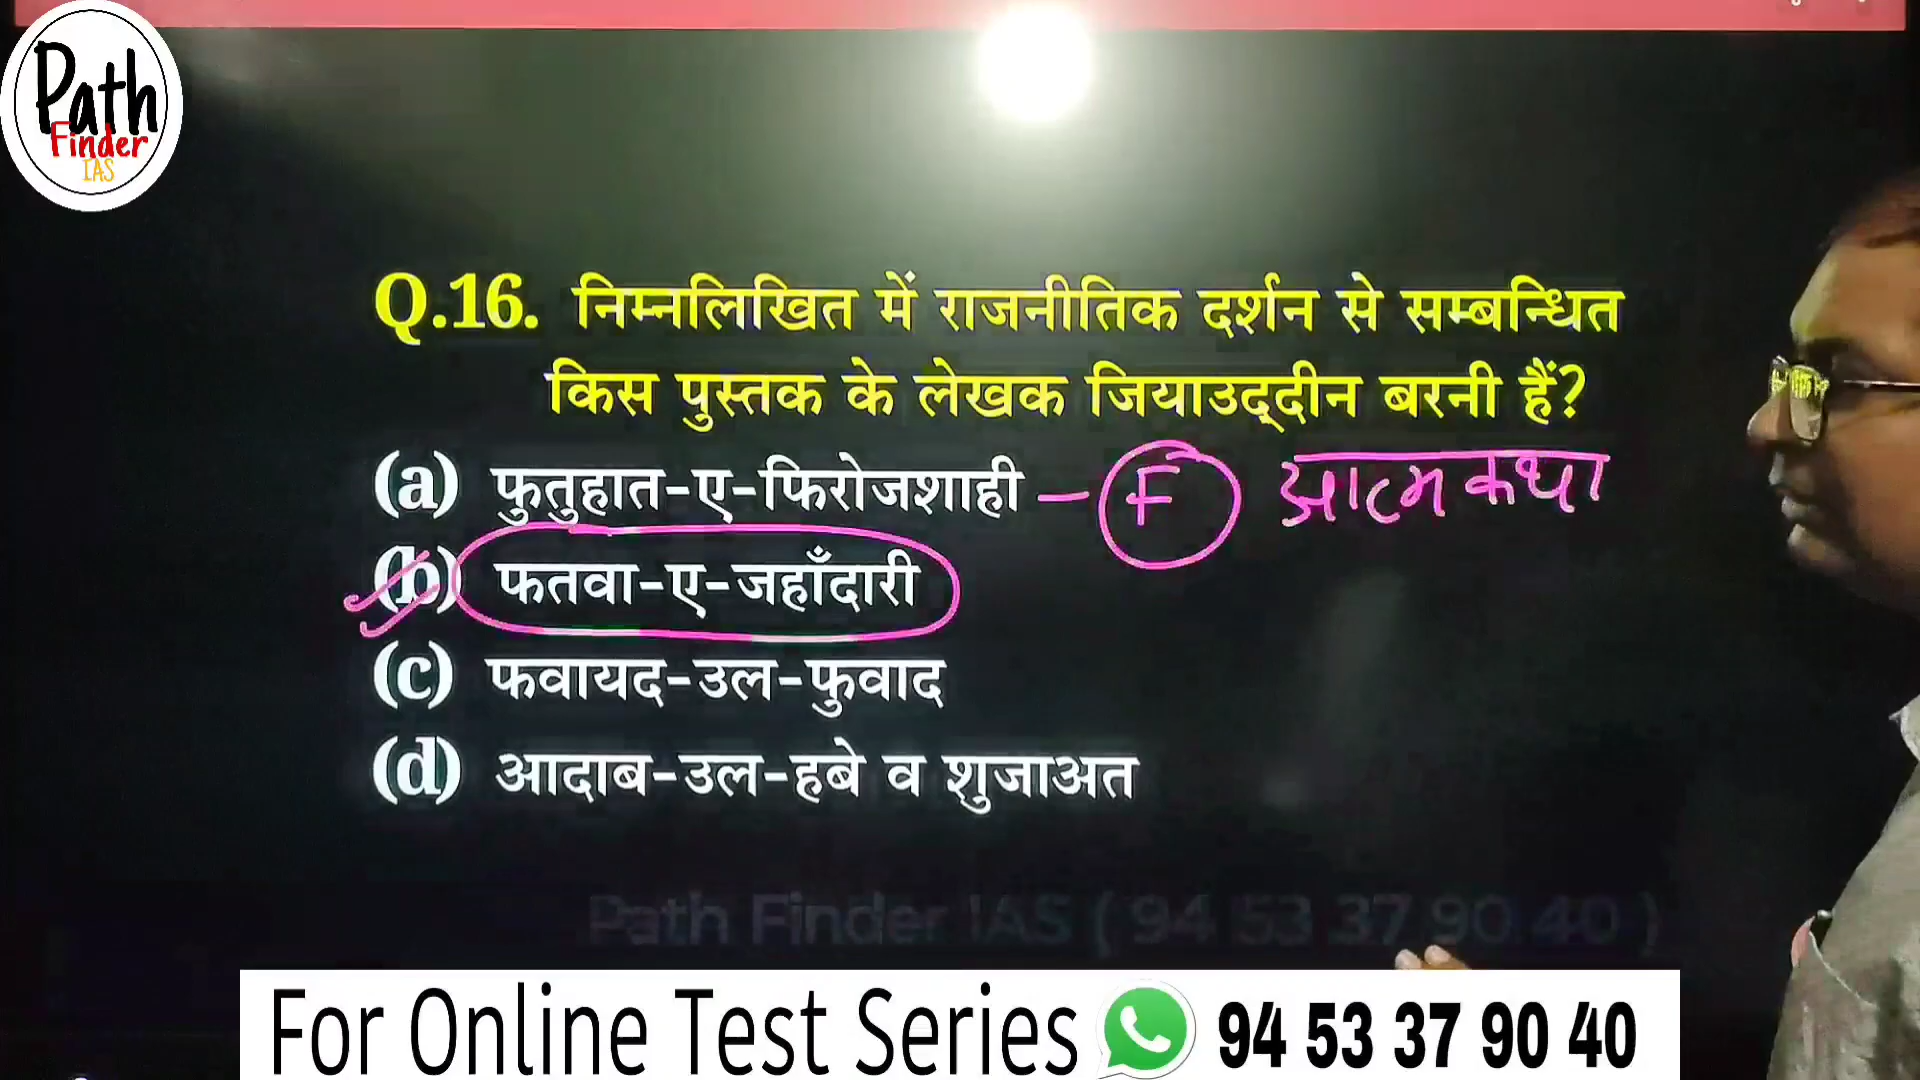 Path
Finder
IAS
Q.16. निम्नलिखित में राजनीतिक दर्शन से सम्बन्धित
किस पुस्तक के लेखक जियाउद्दीन बरनी हैं?
(a) फुतुहात-ए-फिरोजशाही - F आत्मकथा
(b) फतवा-ए-जहाँदारी
(c) फवायद-उल-फुवाद
(d) आदाब-उल-हबे व शुजाअत
Path Finder IAS ( 94 53 37 90 40 )
For Online Test Series 94 53 37 90 40